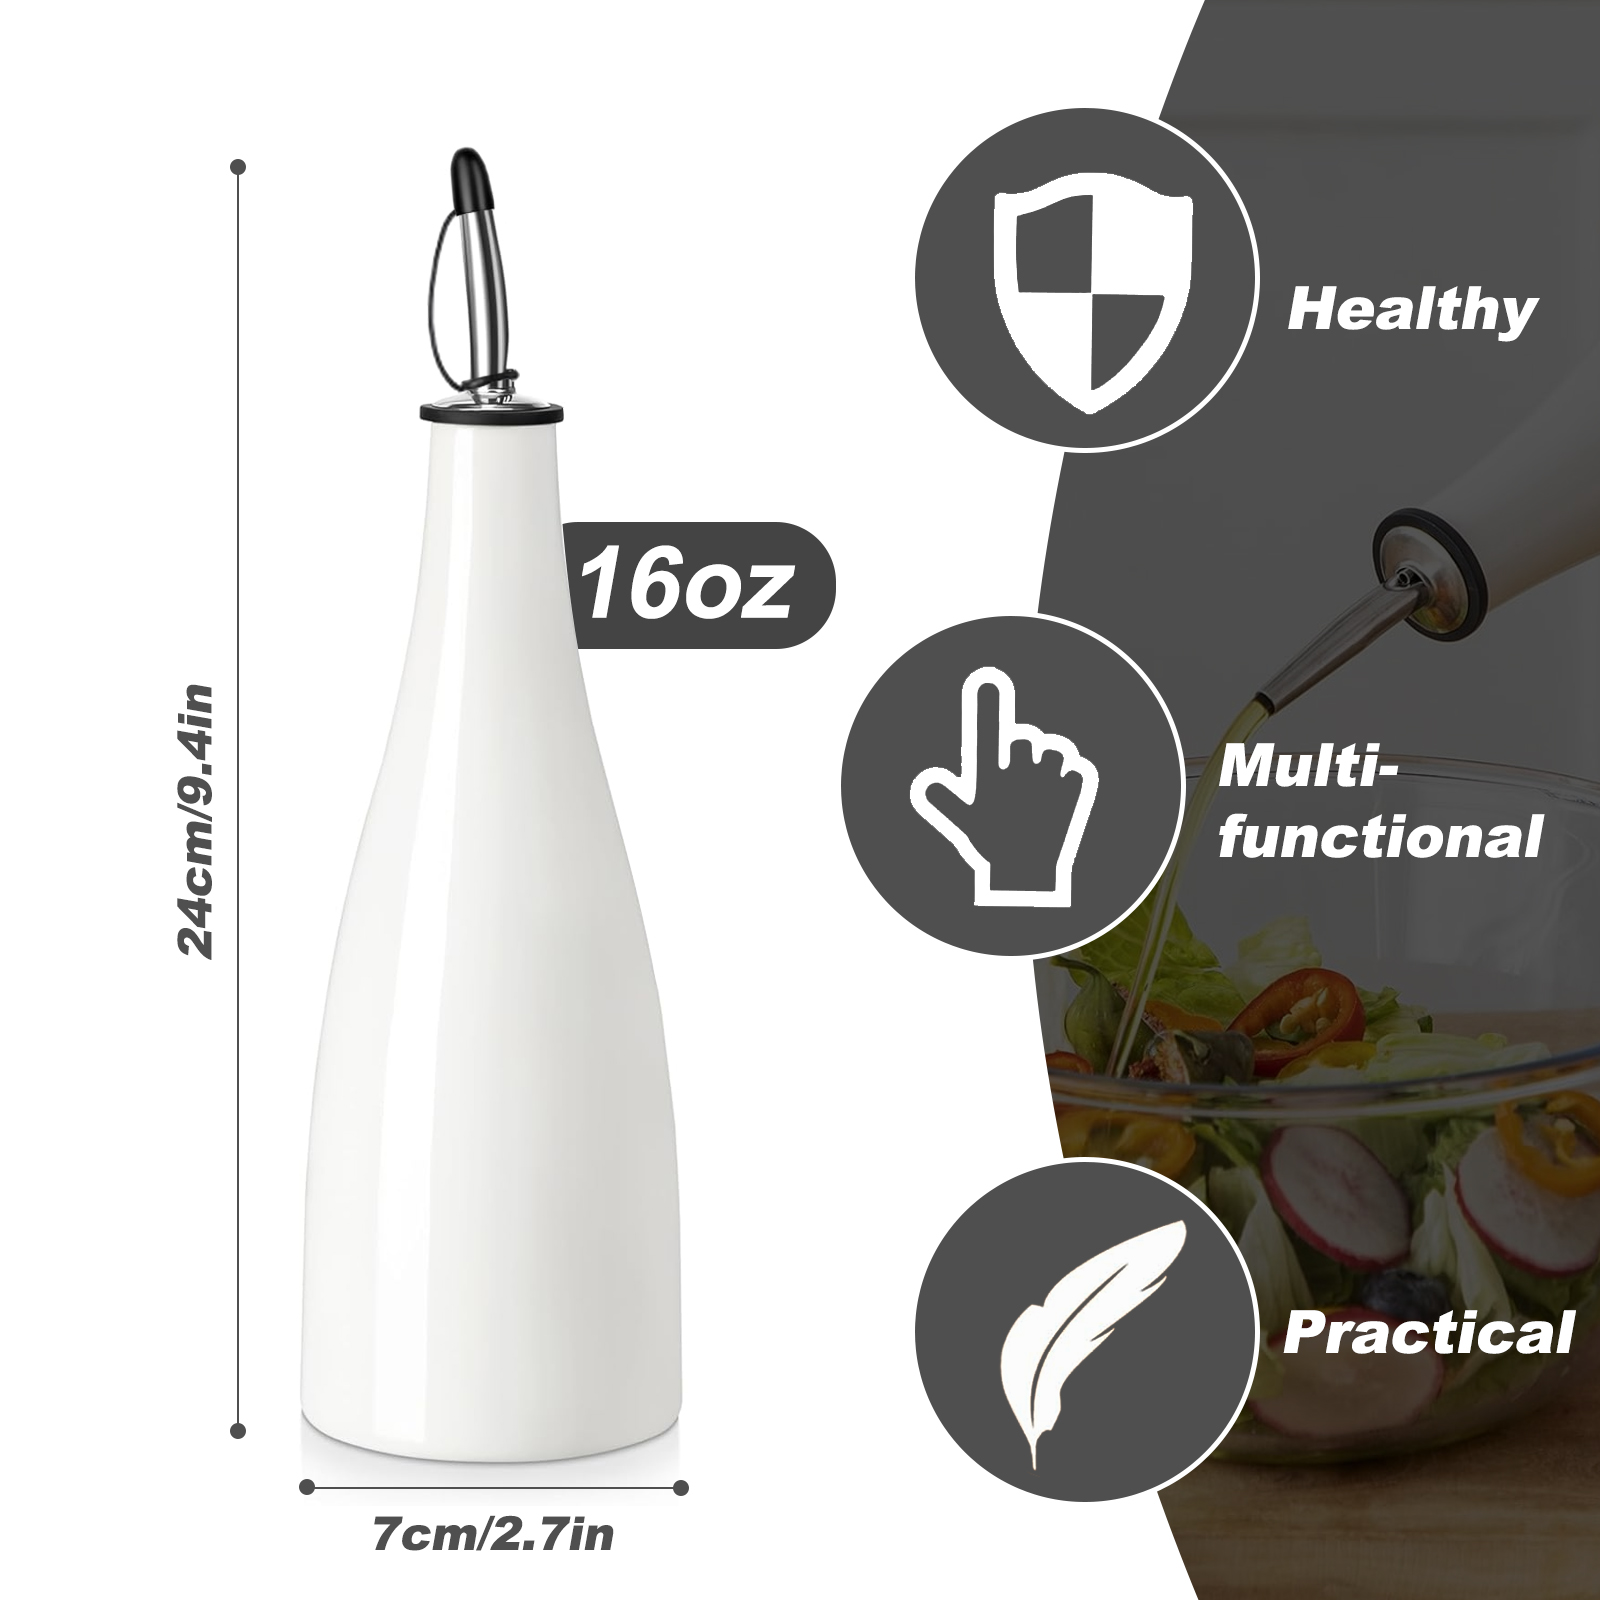 Healthy
16oz
24cm/9.4in
Multi-
functional
Practical
7cm/2.7in